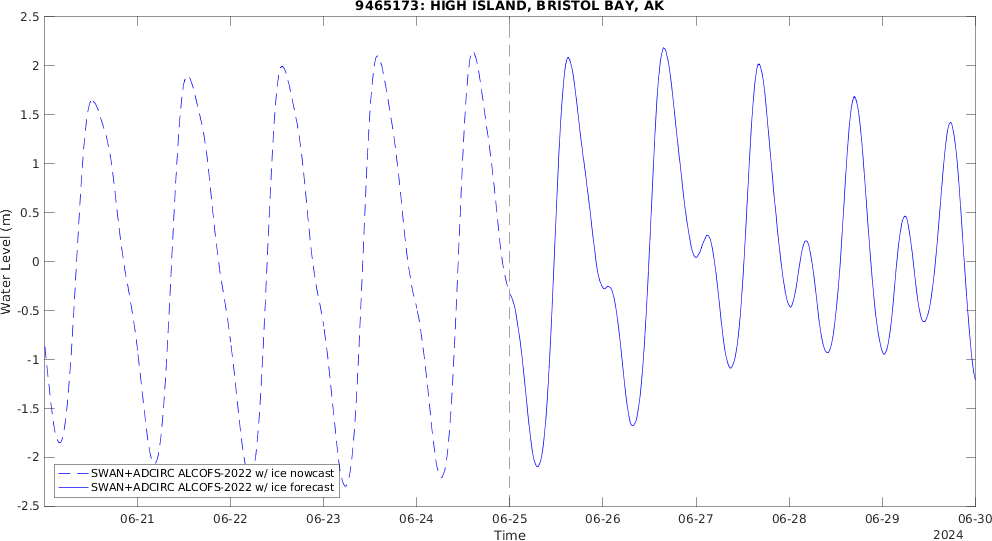 9465173: HIGH ISLAND, BRISTOL BAY, AK
2.5
2
1.5
1
0.5
0
-0.5
-1
-1.5
-2
-2.5
Water Level (m)
SWAN+ADCIRC ALCOFS-2022 w/ ice nowcast
SWAN+ADCIRC ALCOFS-2022 w/ ice forecast
06-21 06-22 06-23 06-24 06-25 06-26 06-27 06-28 06-29 06-30
Time
2024